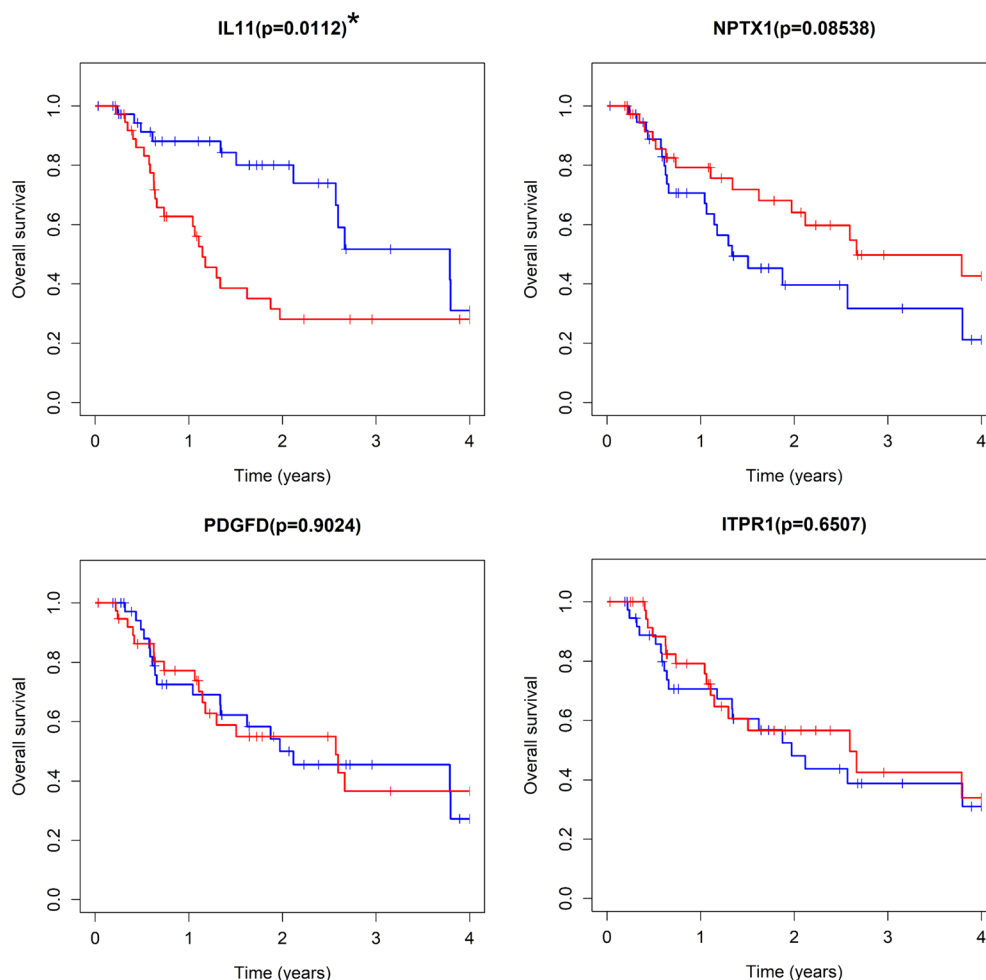 IL11(p=0.0112)*
Overall survival
1.0
0.8
0.6
0.4
0.2
0.0
0 1 2 3 4
Time (years)
NPTX1(p=0.08538)
Overall survival
1.0
0.8
0.6
0.4
0.2
0.0
0 1 2 3 4
Time (years)
PDGFD(p=0.9024)
Overall survival
1.0
0.8
0.6
0.4
0.2
0.0
0 1 2 3 4
Time (years)
ITPR1(p=0.6507)
Overall survival
1.0
0.8
0.6
0.4
0.2
0.0
0 1 2 3 4
Time (years)